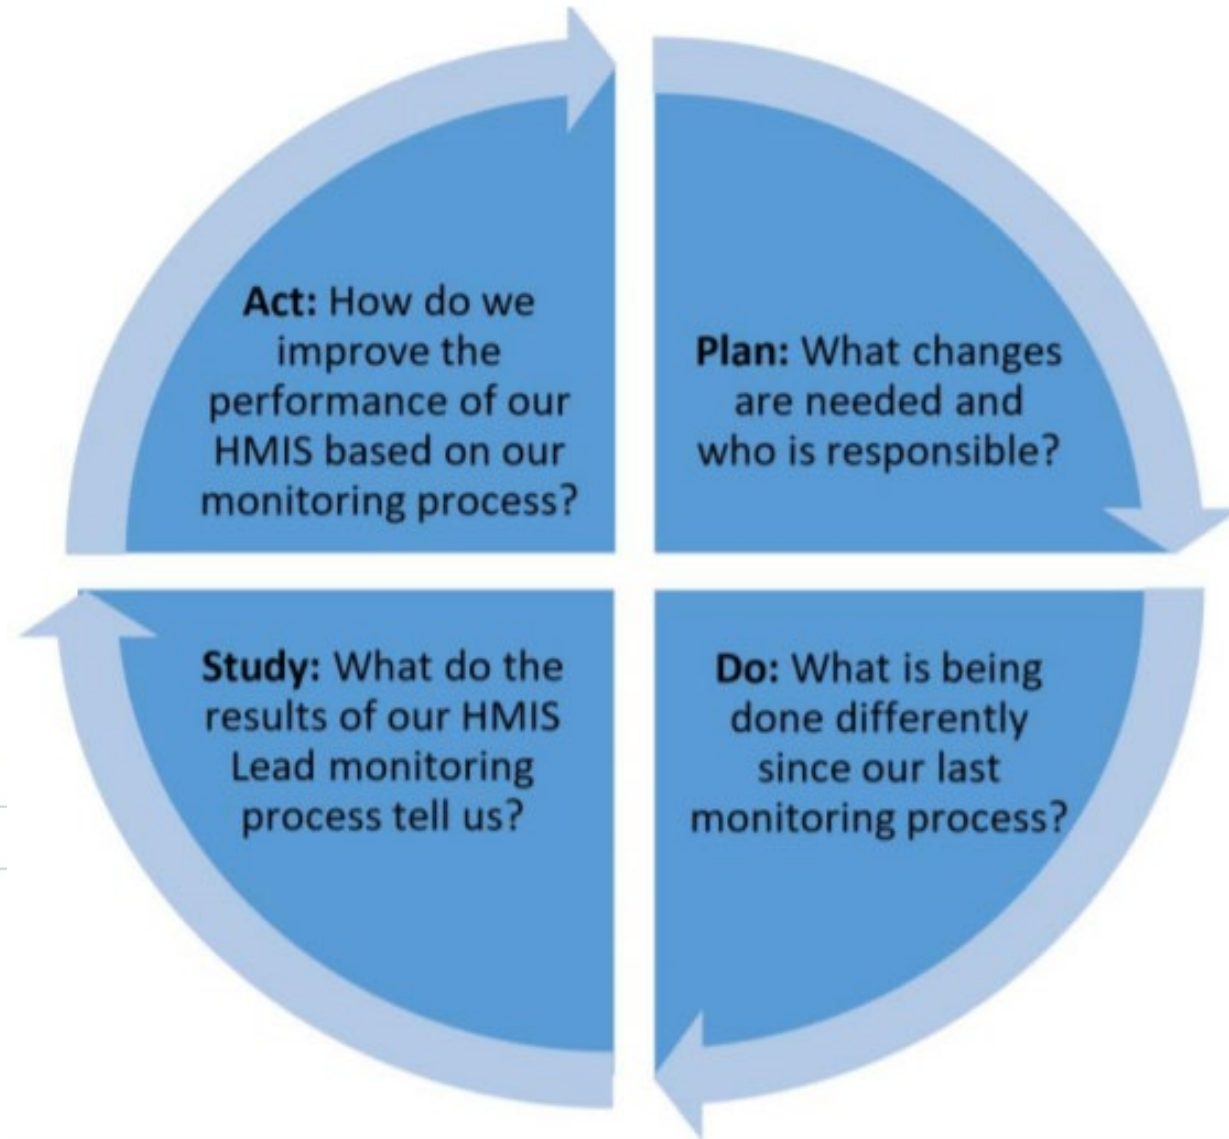 Act: How do we
improve the
performance of our
HMIS based on our
monitoring process?
Plan: What changes
are needed and
who is responsible?
Study: What do the
results of our HMIS
Lead monitoring
process tell us?
Do: What is being
done differently
since our last
monitoring process?